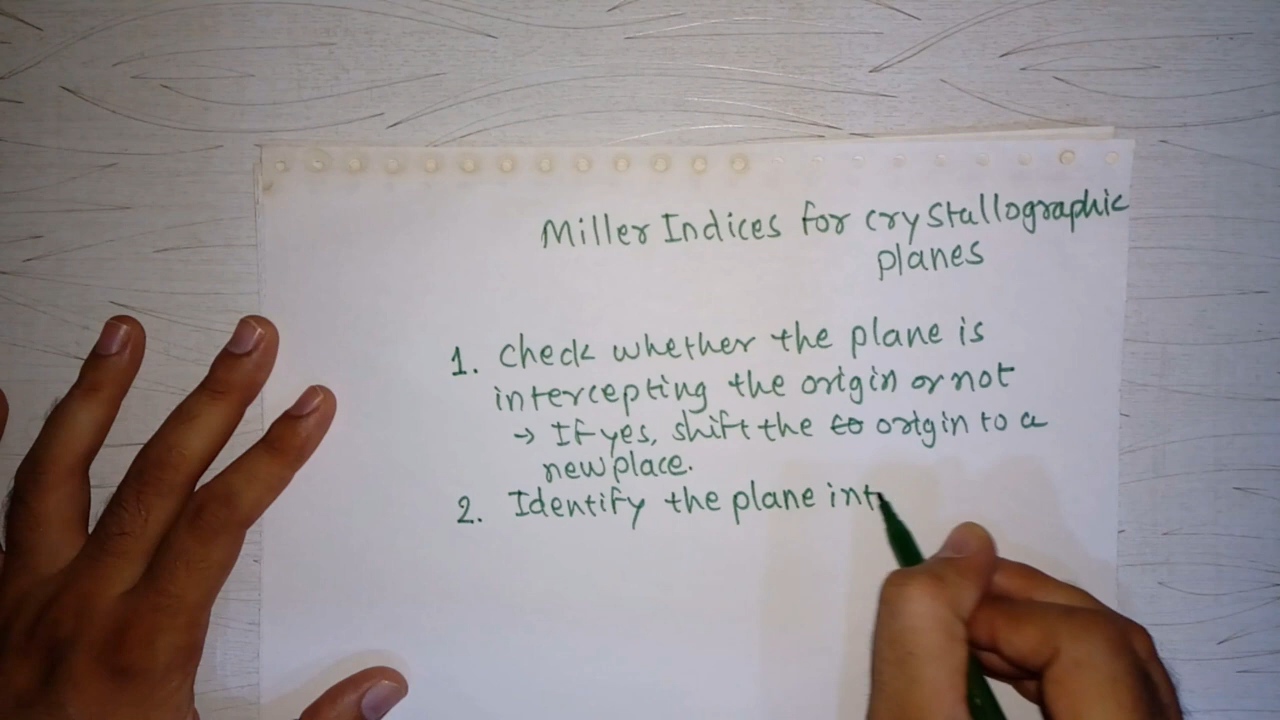 Miller Indices for crystallographic
planes
1. Check whether the plane is
intercepting the origin or not
→ If yes, shift the to origin to a
new place.
2. Identify the plane int